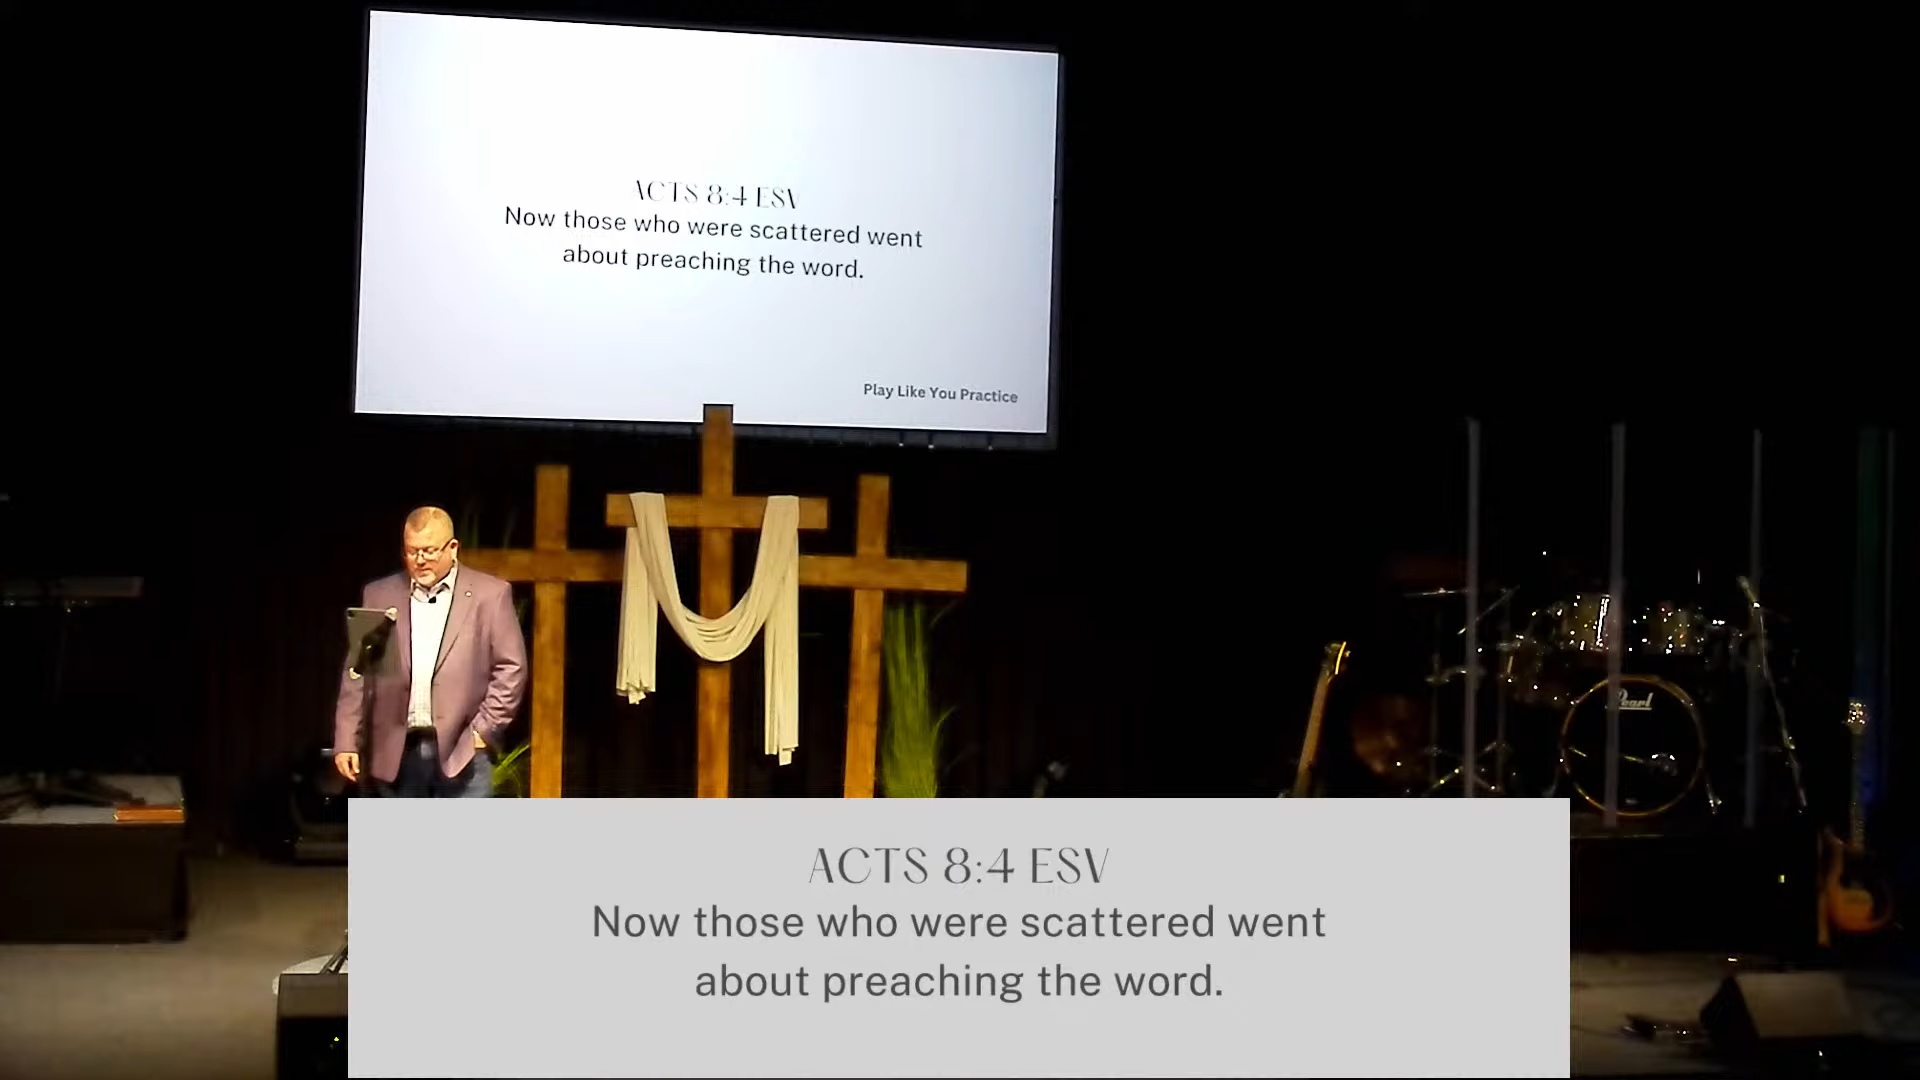 ACTS 8:4 ESV
Now those who were scattered went
about preaching the word.
Play Like You Practice
Pearl
ACTS 8:4 ESV
Now those who were scattered went
about preaching the word.